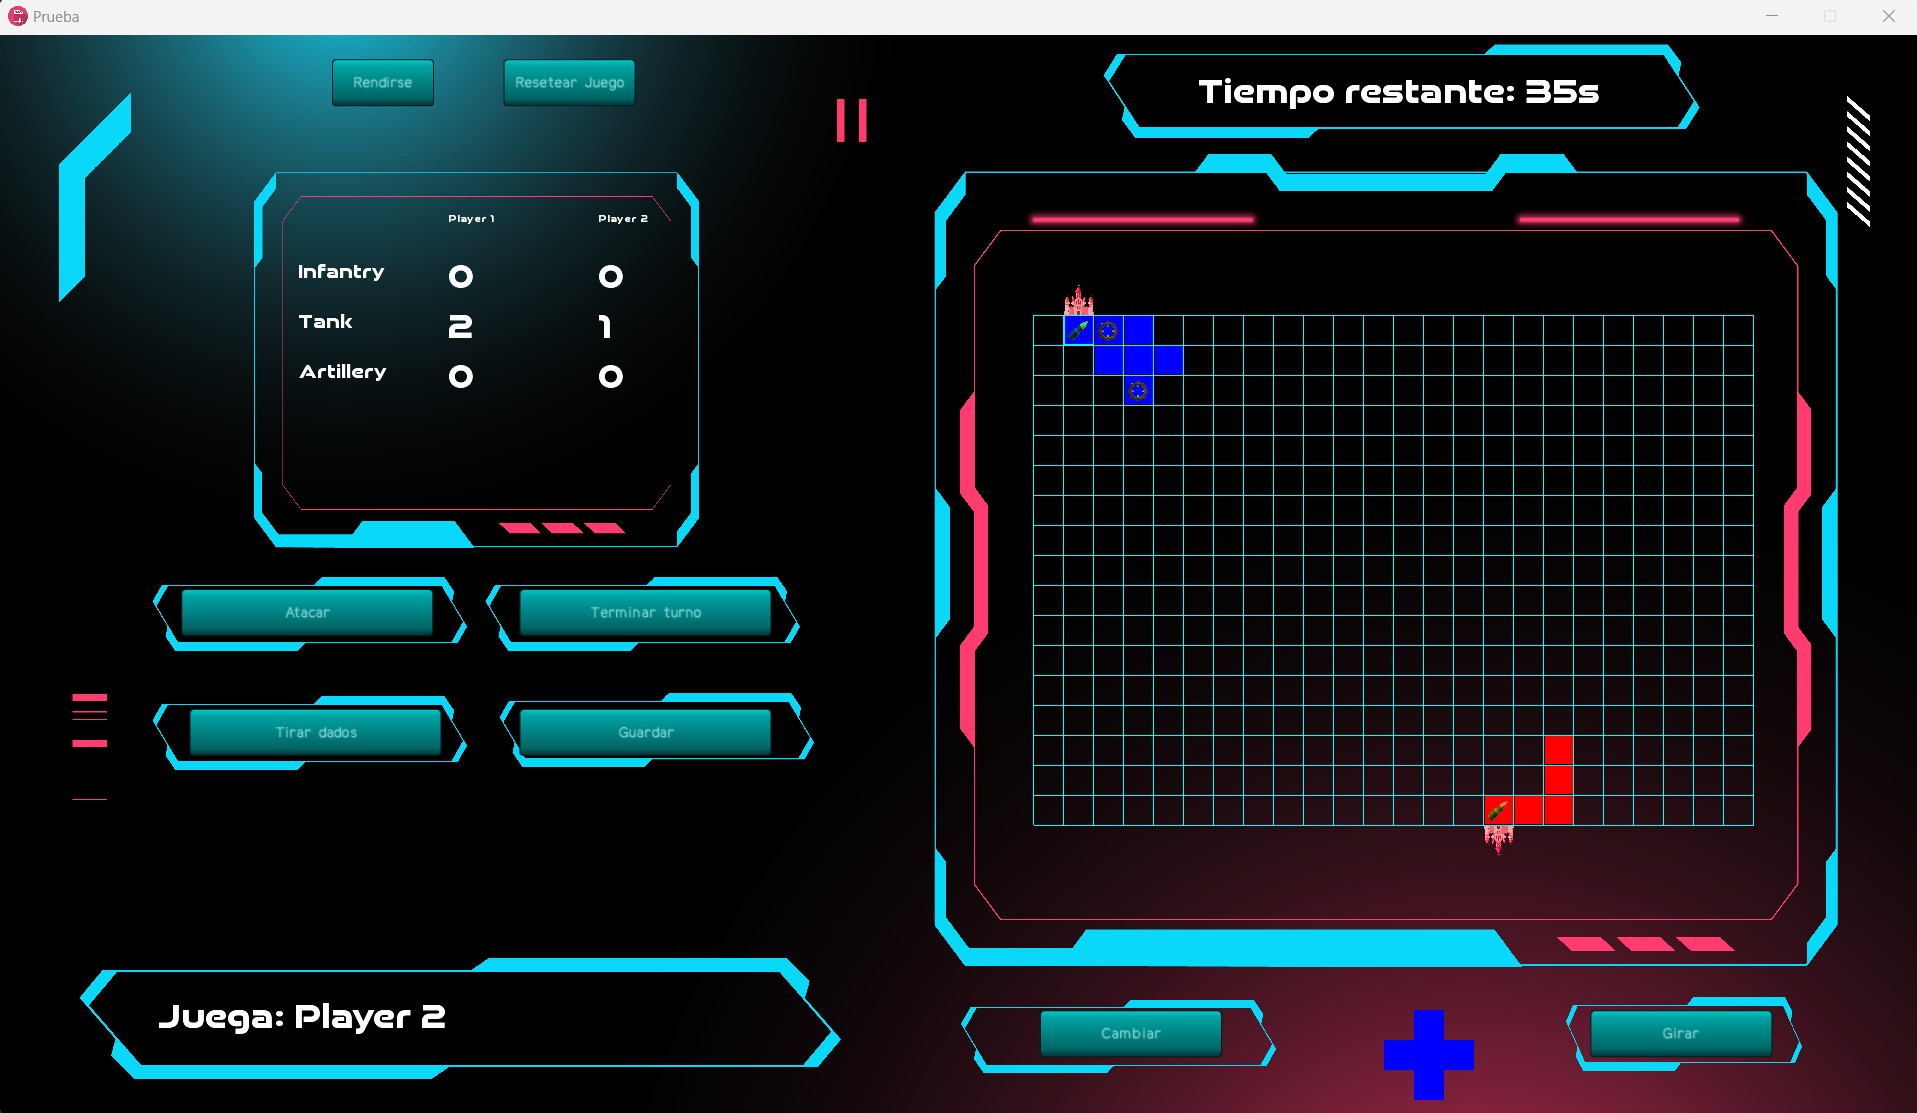 Prueba
Rendirse
Resetear Juego
Tiempo restante: 35s
Player 1 Player 2
Infantry 0 0
Tank 2 1
Artillery 0 0
Atacar
Terminar turno
Tirar dados
Guardar
Juega: Player 2
Cambiar
Girar